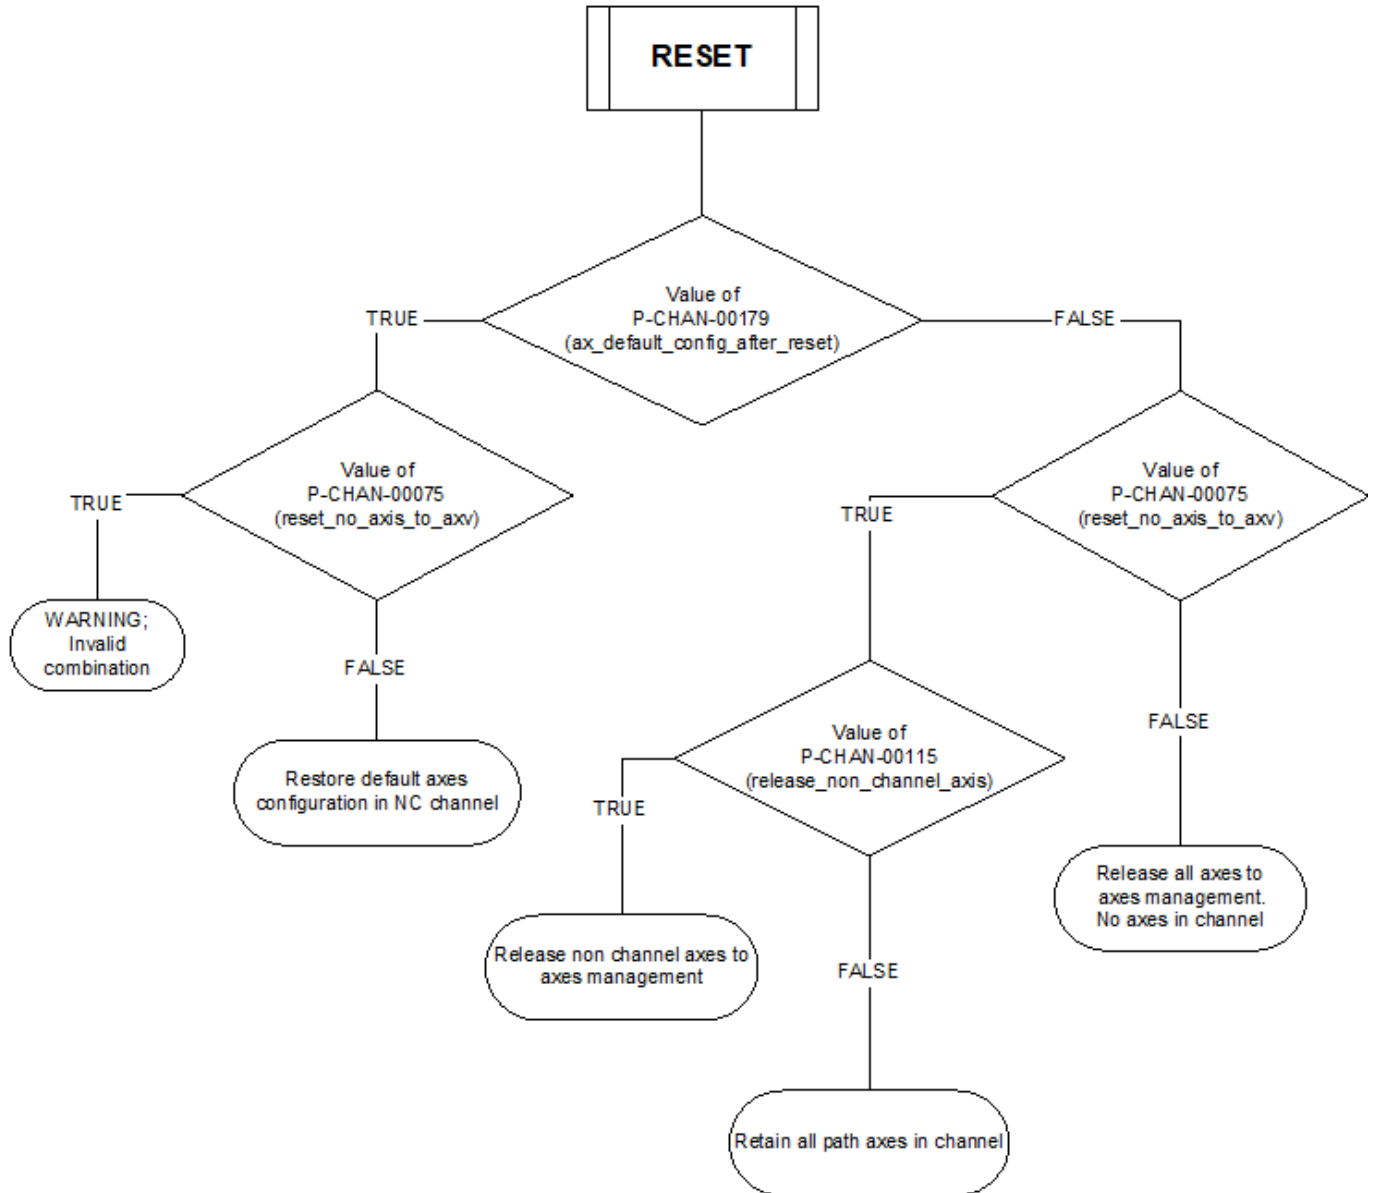 RESET
Value of
P-CHAN-00179
(ax_default_config_after_reset)
TRUE
FALSE
Value of
P-CHAN-00075
(reset_no_axis_to_axv)
Value of
P-CHAN-00075
(reset_no_axis_to_axv)
TRUE
TRUE
WARNING;
Invalid
combination
FALSE
FALSE
Restore default axes
configuration in NC channel
Value of
P-CHAN-00115
(release_non_channel_axis)
TRUE
Release all axes to
axes management.
No axes in channel
Release non channel axes to
axes management
FALSE
Retain all path axes in channel